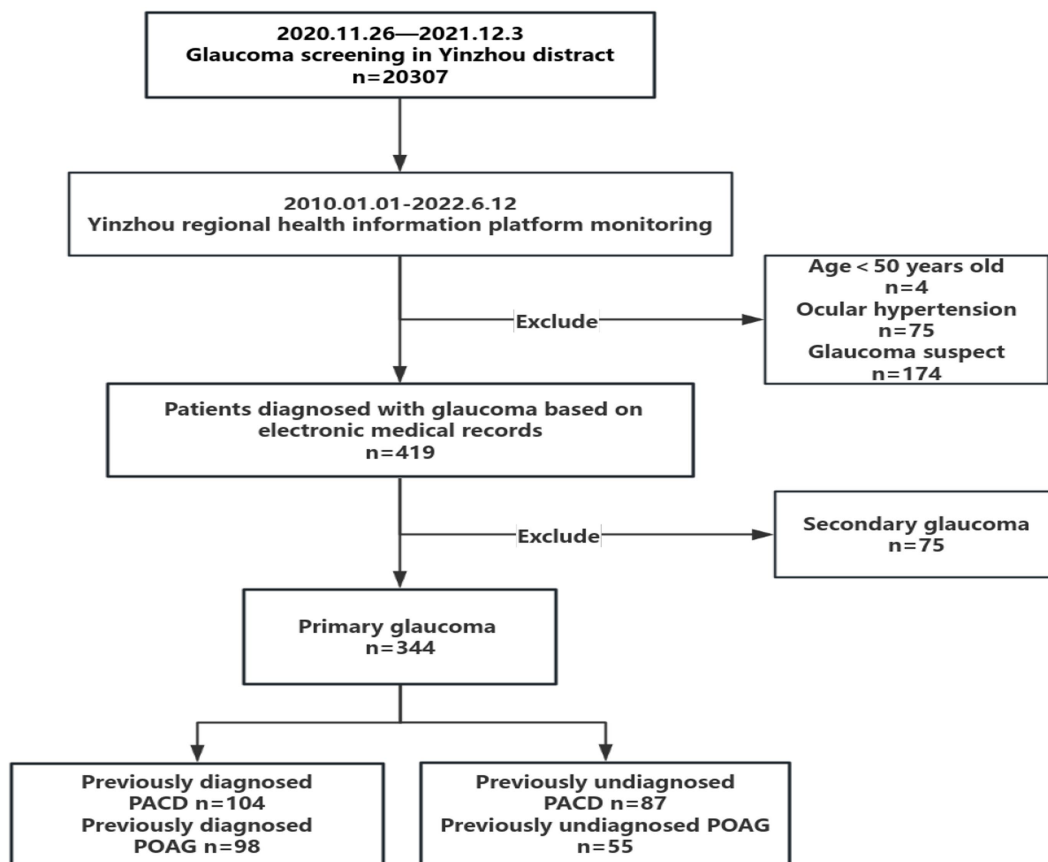 2020.11.26—2021.12.3
Glaucoma screening in Yinzhou distract
n=20307
2010.01.01-2022.6.12
Yinzhou regional health information platform monitoring
Exclude
Age<50 years old
n=4
Ocular hypertension
n=75
Glaucoma suspect
n=174
Patients diagnosed with glaucoma based on
electronic medical records
n=419
Exclude
Secondary glaucoma
n=75
Primary glaucoma
n=344
Previously diagnosed
PACD n=104
Previously diagnosed
POAG n=98
Previously undiagnosed
PACD n=87
Previously undiagnosed POAG
n=55